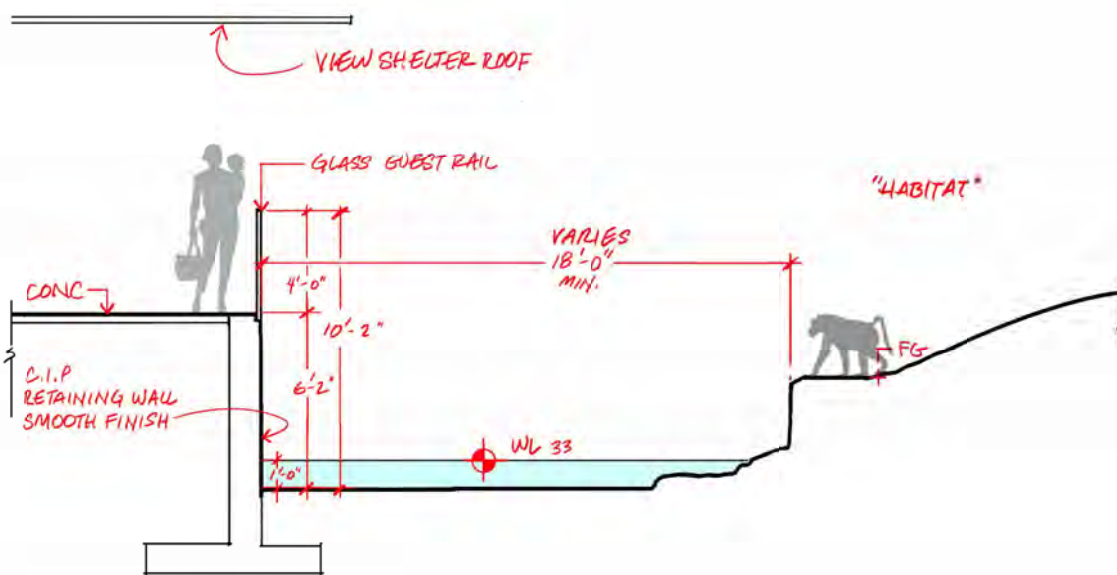 VIEW SHELTER ROOF
GLASS GUEST RAIL
"HABITAT"
VARIES
18'-0"
MIN.
CONC
4'-0"
10'-2"
FG
C.I.P
RETAINING WALL
SMOOTH FINISH
6'-2"
WL 33
1'-0"